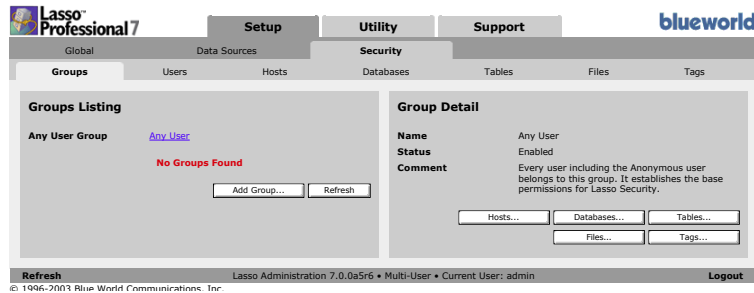 Lasso™
Professional 7
Setup
Utility
Support
blueworld
Global
Data Sources
Security
Groups
Users
Hosts
Databases
Tables
Files
Tags
Groups Listing
Any User Group
Any User
No Groups Found
Add Group...
Refresh
Group Detail
Name
Any User
Status
Enabled
Comment
Every user including the Anonymous user
belongs to this group. It establishes the base
permissions for Lasso Security.
Hosts...
Databases...
Tables...
Files...
Tags...
Refresh
Lasso Administration 7.0.0a5r6 • Multi-User • Current User: admin
Logout
© 1996-2003 Blue World Communications, Inc.